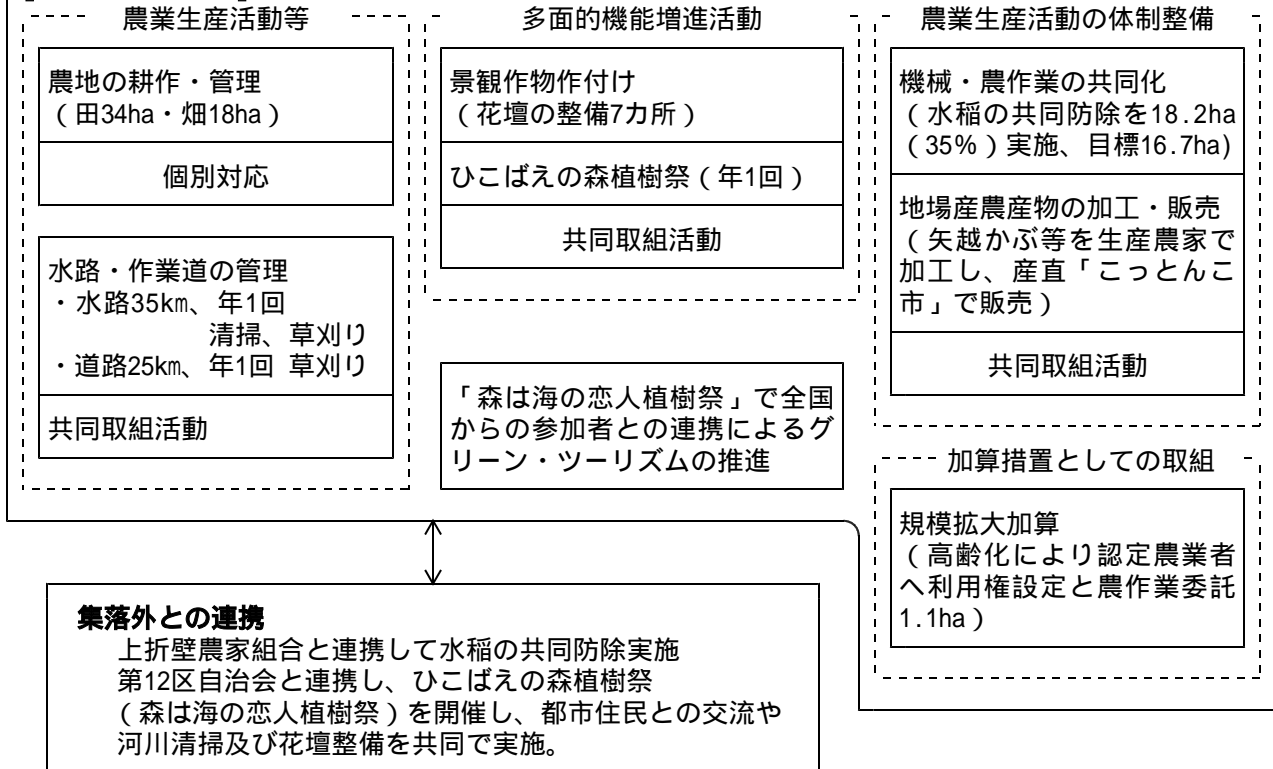 農業生産活動等
農地の耕作・管理
（田34ha・畑18ha）
個別対応
水路・作業道の管理
・水路35㎞、年1回
清掃、草刈り
・道路25㎞、年1回 草刈り
共同取組活動
多面的機能増進活動
景観作物作付け
（花壇の整備7カ所）
ひこばえの森植樹祭（年1回）
共同取組活動
「森は海の恋人植樹祭」で全国
からの参加者との連携によるグ
リーン・ツーリズムの推進
農業生産活動の体制整備
機械・農作業の共同化
（水稲の共同防除を18.2ha
（35％）実施、目標16.7ha)
地場産農産物の加工・販売
（矢越かぶ等を生産農家で
加工し、産直「こっとんこ
市」で販売）
共同取組活動
加算措置としての取組
規模拡大加算
（高齢化により認定農業者
へ利用権設定と農作業委託
1.1ha）
集落外との連携
上折壁農家組合と連携して水稲の共同防除実施
第12区自治会と連携し、ひこばえの森植樹祭
（森は海の恋人植樹祭）を開催し、都市住民との交流や
河川清掃及び花壇整備を共同で実施。